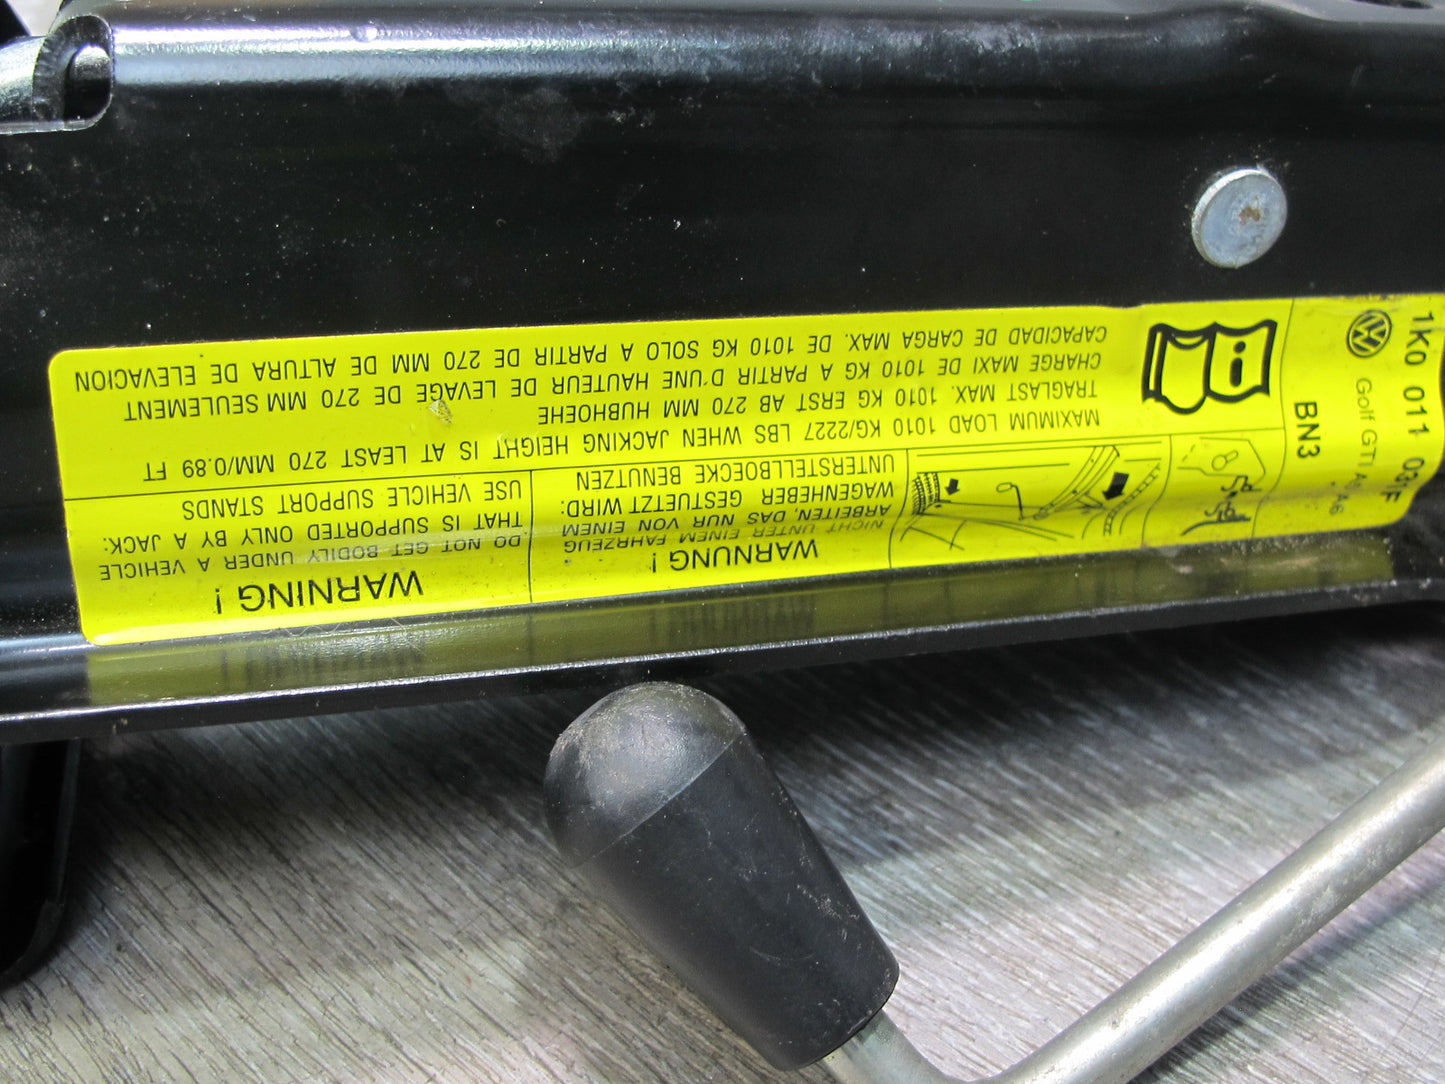 1K0 011
Golf GTI A6
BN3
WARNUNG !
NICHT UNTER EINEM FAHRZEUG
ARBEITEN, DAS NUR VON EINEM
WAGENHEBER GESTUETZT WIRD:
UNTERSTELLBOECKE BENUTZEN
WARNING !
DO NOT GET BODILY UNDER A VEHICLE
THAT IS SUPPORTED ONLY BY A JACK:
USE VEHICLE SUPPORT STANDS
MAXIMUM LOAD 1010 KG/2227 LBS WHEN JACKING HEIGHT IS AT LEAST 270 MM/0.89 FT
TRAGLAST MAX. 1010 KG ERST AB 270 MM HUBHOEHE
CHARGE MAXI DE 1010 KG A PARTIR D'UNE HAUTEUR DE LEVAGE DE 270 MM SEULEMENT
CAPACIDAD DE CARGA MAX. DE 1010 KG SOLO A PARTIR DE 270 MM DE ALTURA DE ELEVACION